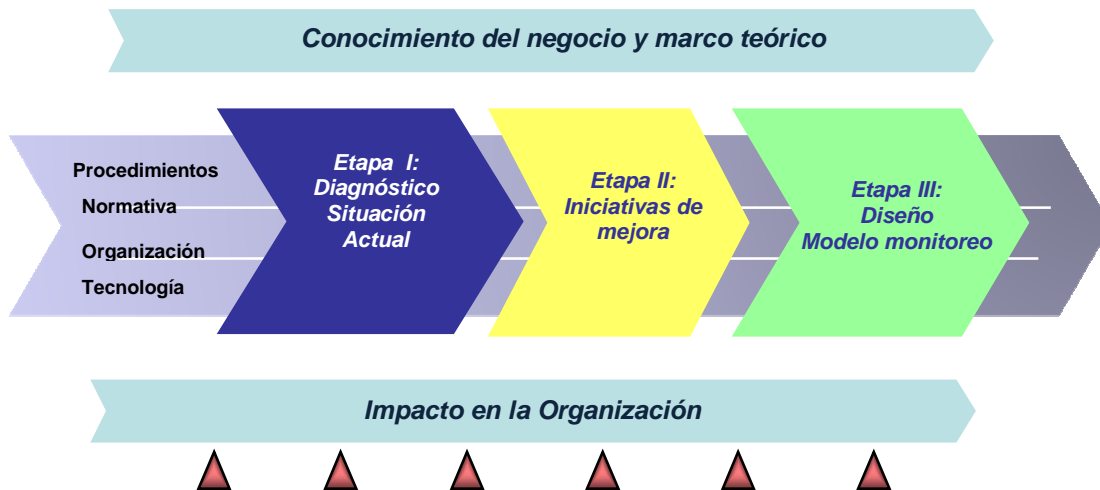 Conocimiento del negocio y marco teórico
Procedimientos
Normativa
Organización
Tecnología
Etapa I:
Diagnóstico
Situación
Actual
Etapa II:
Iniciativas de
mejora
Etapa III:
Diseño
Modelo monitoreo
Impacto en la Organización